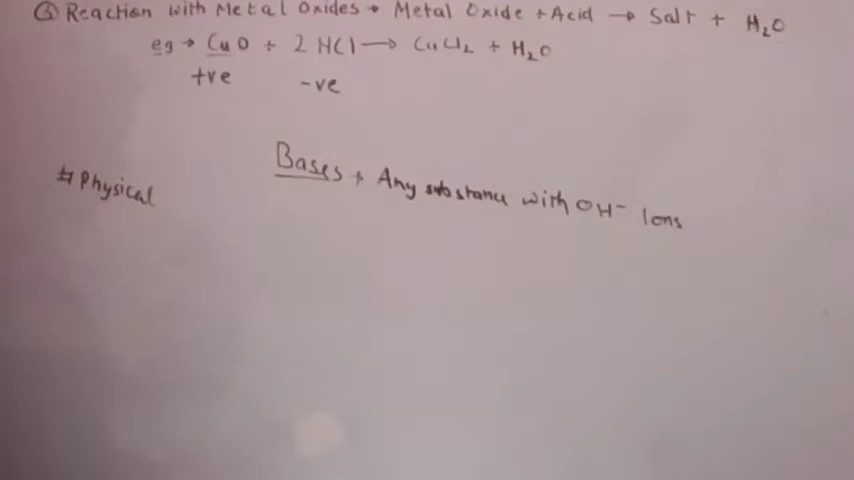 ③ Reaction with Metal Oxides → Metal Oxide + Acid → Salt + H₂O
eg → CuO + 2 HCl → CuCl₂ + H₂O
+ve -ve
Bases → Any substance with OH⁻ Ions
# Physical